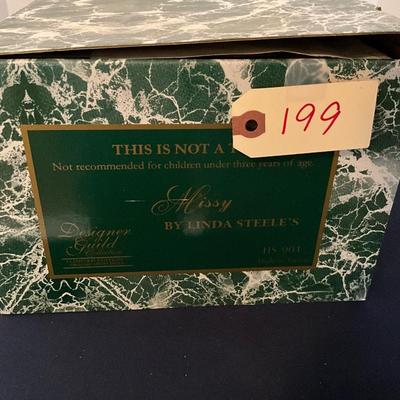 199
THIS IS NOT A T
Not recommended for children under three years of age.
Missy
BY LINDA STEELE'S
Designer
Guild
Collection
HS 901